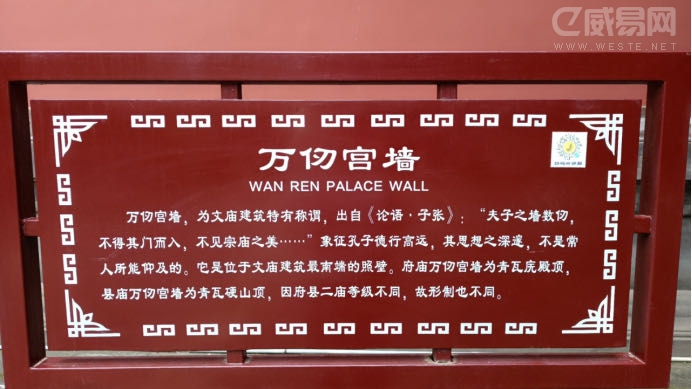 e威易网
WWW.WESTE.NET
万仞宫墙
WAN REN PALACE WALL
万仞宫墙，为文庙建筑特有称谓，出自《论语·子张》：“夫子之墙数仞，
不得其门而入，不见宗庙之美……”象征孔子德行高远，其思想之深邃，不是常
人所能仰及的。它是位于文庙建筑最南端的照壁。府庙万仞宫墙为青瓦庑殿顶，
县庙万仞宫墙为青瓦硬山顶，因府县二庙等级不同，故形制也不同。